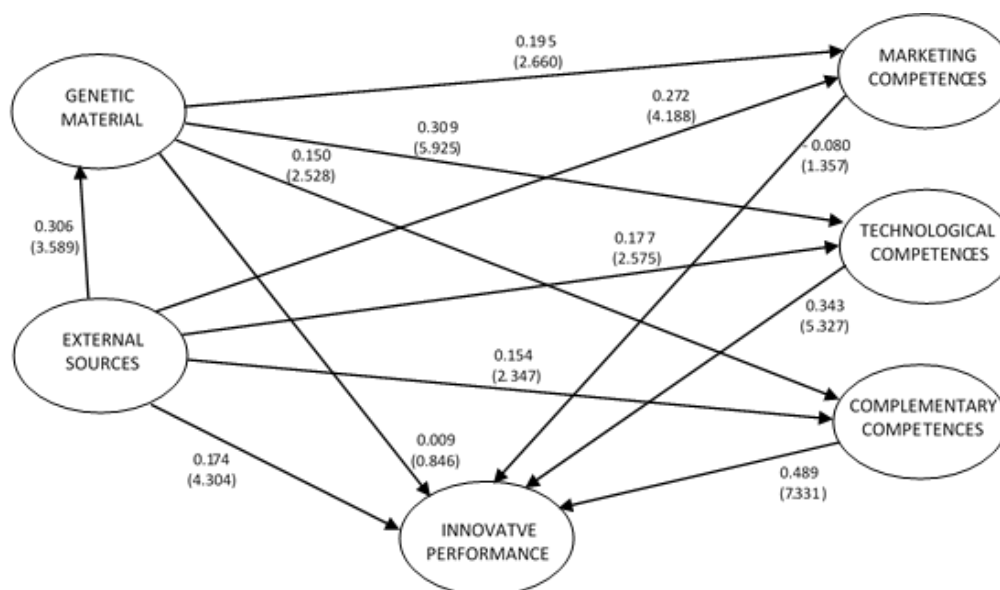 0.195
(2.660)
MARKETING
COMPETENCES
GENETIC
MATERIAL
0.272
(4.188)
0.309
(5.925)
0.150
(2.528)
- 0.080
(1.357)
0.306
(3.589)
0.177
(2.575)
TECHNOLOGICAL
COMPETENCES
0.343
(5.327)
EXTERNAL
SOURCES
0.154
(2.347)
COMPLEMENTARY
COMPETENCES
0.174
(4.304)
0.009
(0.846)
0.489
(7.331)
INNOVATVE
PERFORMANCE